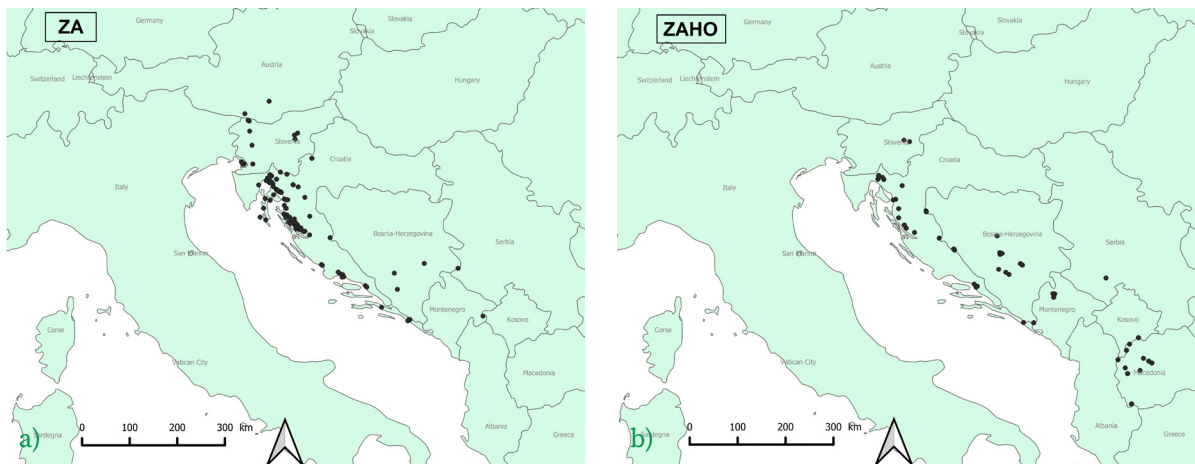 ZA
Germany
Slovakia
Slovakia
Austria
Switzerland
Liechtenstein
Hungary
Slovenia
Croatia
Italy
Bosnia-Herzegovina
Serbia
San Marino
Montenegro
Kosovo
Corse
Vatican City
Macedonia
Albania
Greece
Sardegna
a)
0 100 200 300 km
ZAHO
Germany
Slovakia
Slovakia
Austria
Switzerland
Liechtenstein
Hungary
Slovenia
Croatia
Italy
Bosnia-Herzegovina
Serbia
San Marino
Montenegro
Kosovo
Corse
Vatican City
Macedonia
Albania
Greece
Sardegna
b)
0 100 200 300 km